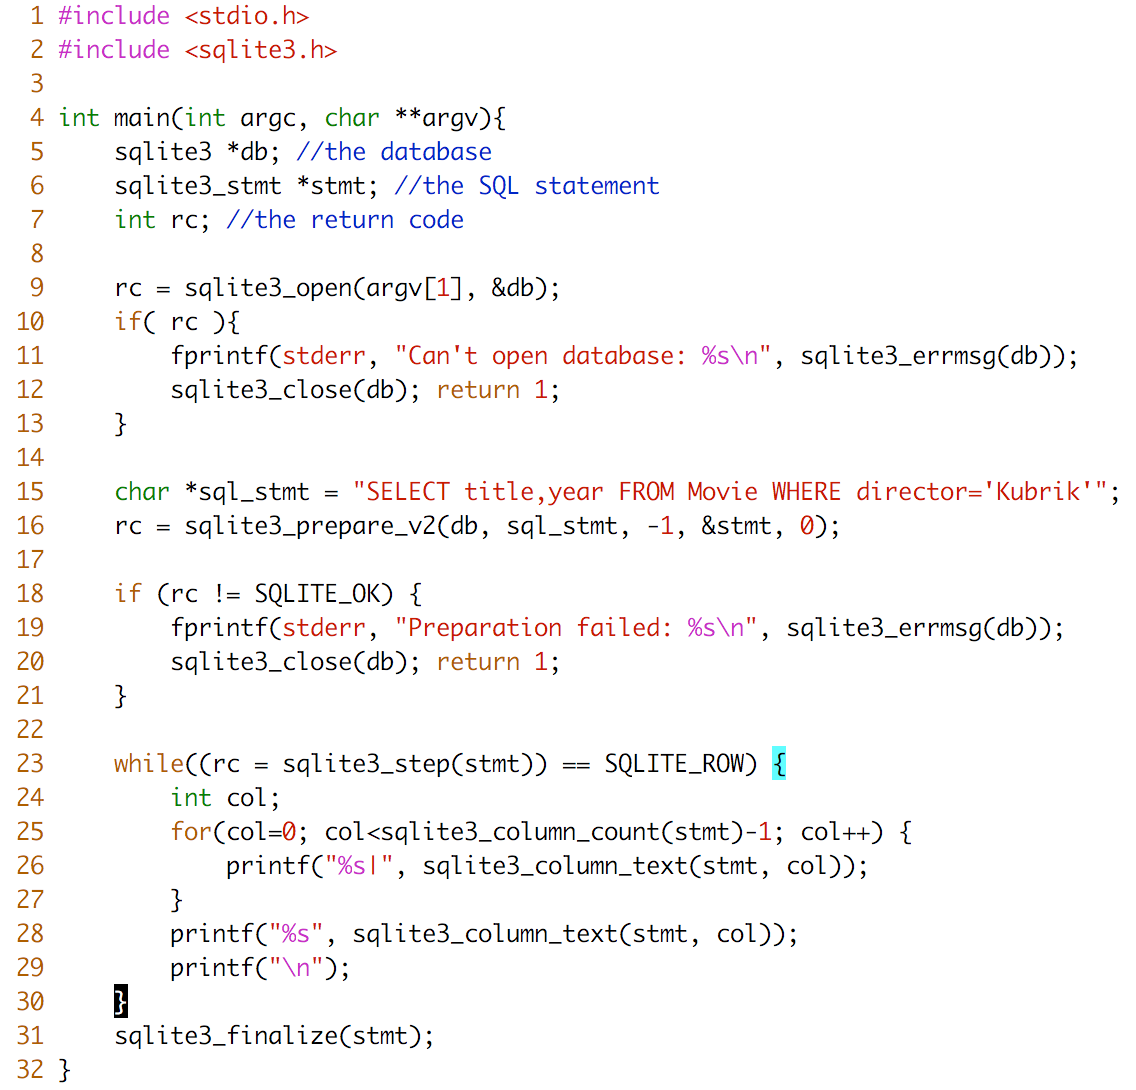 1 #include <stdio.h>
2 #include <sqlite3.h>
3
4 int main(int argc, char **argv){
5     sqlite3 *db; //the database
6     sqlite3_stmt *stmt; //the SQL statement
7     int rc; //the return code
8
9     rc = sqlite3_open(argv[1], &db);
10     if( rc ){
11         fprintf(stderr, "Can't open database: %s\n", sqlite3_errmsg(db));
12         sqlite3_close(db); return 1;
13     }
14
15     char *sql_stmt = "SELECT title,year FROM Movie WHERE director='Kubrik'";
16     rc = sqlite3_prepare_v2(db, sql_stmt, -1, &stmt, 0);
17
18     if (rc != SQLITE_OK) {
19         fprintf(stderr, "Preparation failed: %s\n", sqlite3_errmsg(db));
20         sqlite3_close(db); return 1;
21     }
22
23     while((rc = sqlite3_step(stmt)) == SQLITE_ROW) {
24         int col;
25         for(col=0; col<sqlite3_column_count(stmt)-1; col++) {
26             printf("%s|", sqlite3_column_text(stmt, col));
27         }
28         printf("%s", sqlite3_column_text(stmt, col));
29         printf("\n");
30     }
31     sqlite3_finalize(stmt);
32 }